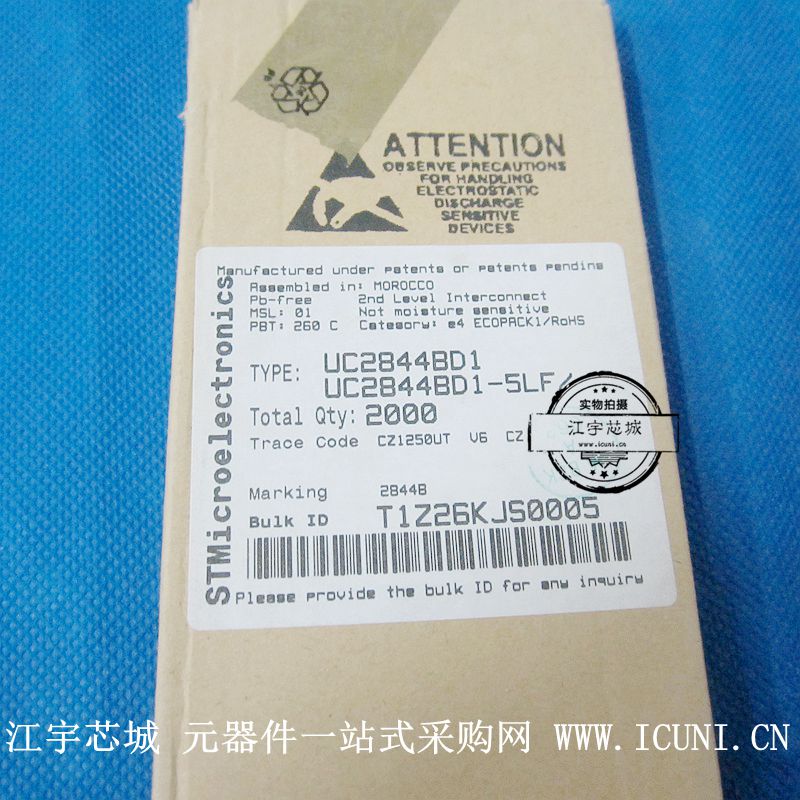 ATTENTION
OBSERVE PRECAUTIONS
FOR HANDLING
ELECTROSTATIC
DISCHARGE
SENSITIVE
DEVICES
STMicroelectronics
Manufactured under patents or patents pending
Assembled in: MOROCCO
Pb-free 2nd Level Interconnect
MSL: 01 Not moisture sensitive
PBT: 260 C Category: e4 ECOPACK1/RoHS
TYPE: UC2844BD1
UC2844BD1-5LF/
Total Qty: 2000
Trace Code CZ1250UT V6 CZ
实物拍摄
江宇芯城
www.icuni.cn
Marking 2844B
Bulk ID T1Z26KJS0005
Please provide the bulk ID for any inquiry
江宇芯城 元器件一站式采购网 www.ICUNI.CN